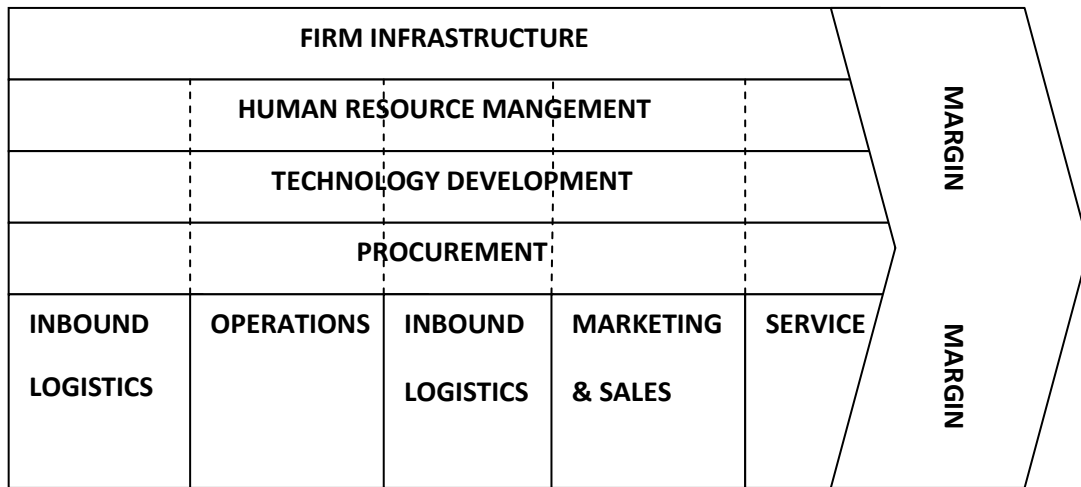 FIRM INFRASTRUCTURE
HUMAN RESOURCE MANGEMENT
TECHNOLOGY DEVELOPMENT
PROCUREMENT
INBOUND
LOGISTICS
OPERATIONS
INBOUND
LOGISTICS
MARKETING
& SALES
SERVICE
MARGIN
MARGIN